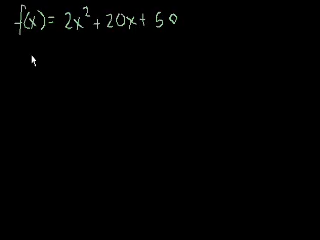 f(x) = 2x² + 20x + 50